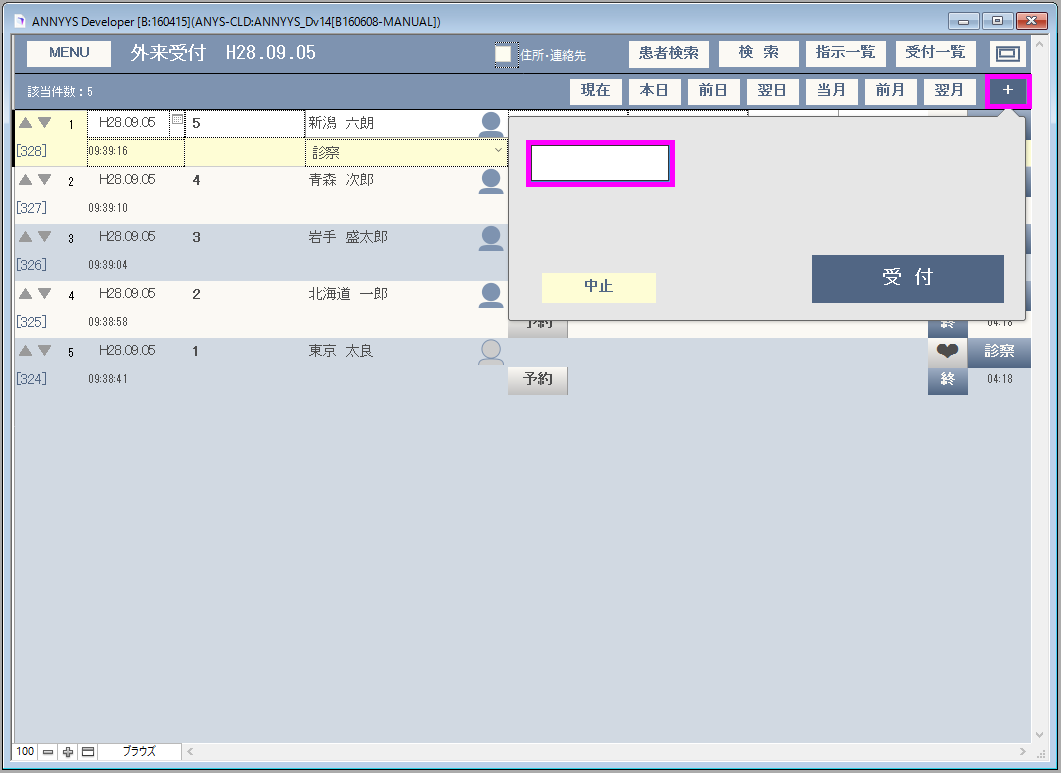 ANNYYS Developer [B:160415](ANYS-CLD:ANNYYS_Dv14[B160608-MANUAL])
MENU 外来受付 H28.09.05 住所・連絡先 患者検索 検 索 指示一覧 受付一覧
該当件数：5 現在 本日 前日 翌日 当月 前月 翌月 +
1 H28.09.05 5 新潟 六朗
[328] 09:39:16 診察
2 H28.09.05 4 青森 次郎
[327] 09:39:10
3 H28.09.05 3 岩手 盛太郎
[326] 09:39:04
4 H28.09.05 2 北海道 一郎
[325] 09:38:58 予約 終 04:18
5 H28.09.05 1 東京 太良 診察
[324] 09:38:41 予約 終 04:18
中止 受 付
100 ブラウズ